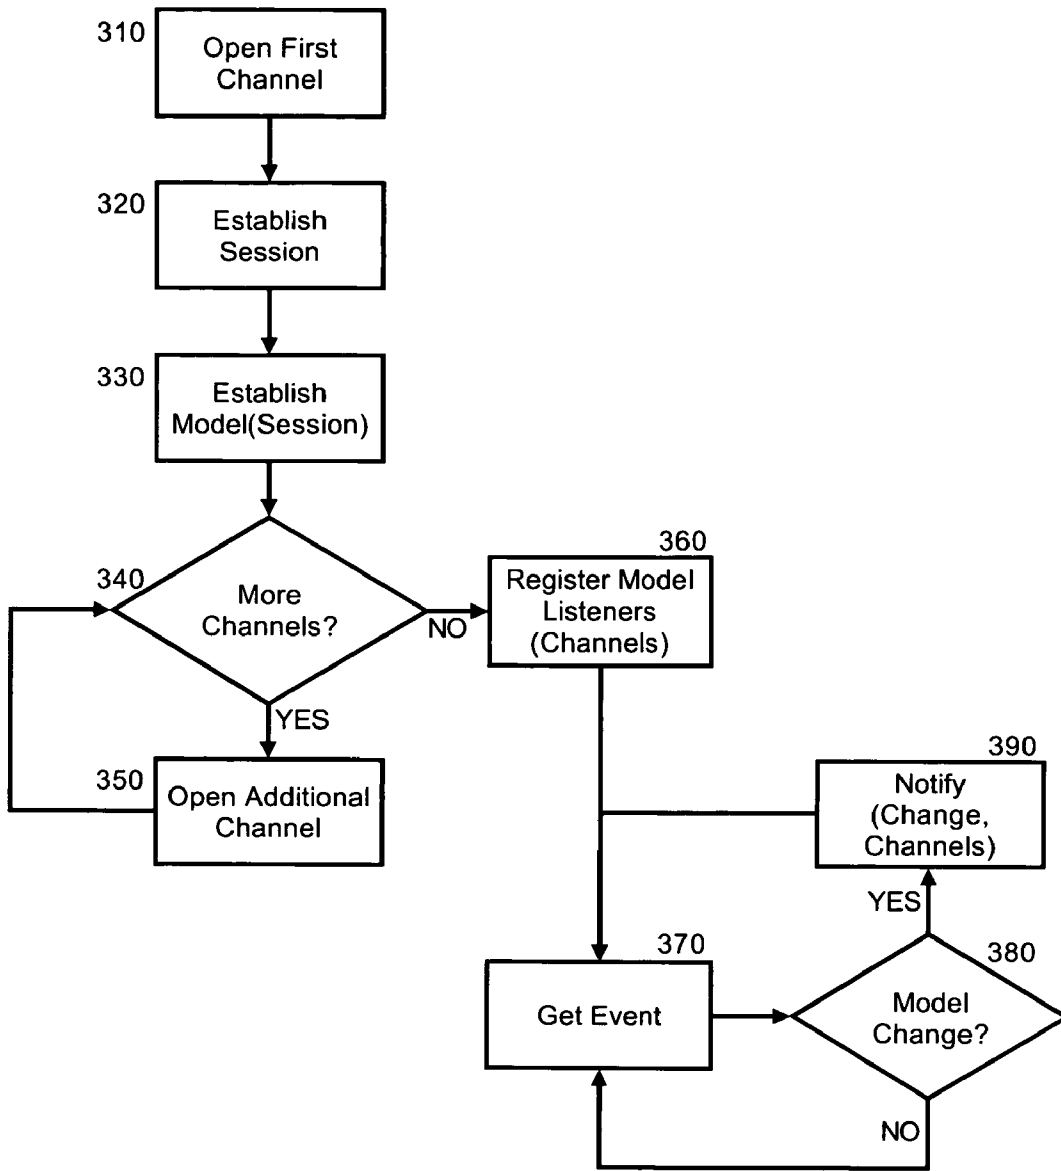 310
Open First
Channel
320
Establish
Session
330
Establish
Model(Session)
340
More
Channels?
NO
YES
350
Open Additional
Channel
360
Register Model
Listeners
(Channels)
390
Notify
(Change,
Channels)
YES
370
Get Event
380
Model
Change?
NO